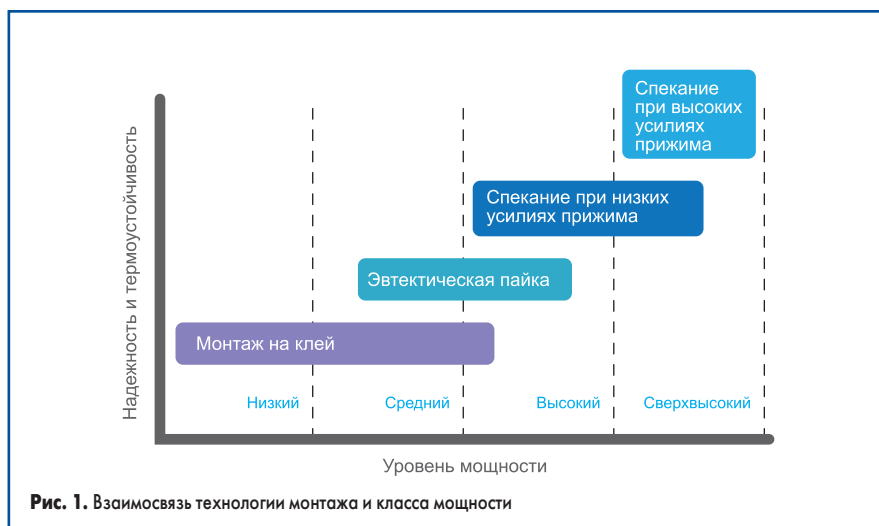 Спекание
при высоких
усилиях
прижима
Спекание при низких
усилиях прижима
Эвтектическая пайка
Монтаж на клей
Надежность и термоустойчивость
Низкий
Средний
Высокий
Сверхвысокий
Уровень мощности
Рис. 1. Взаимосвязь технологии монтажа и класса мощности